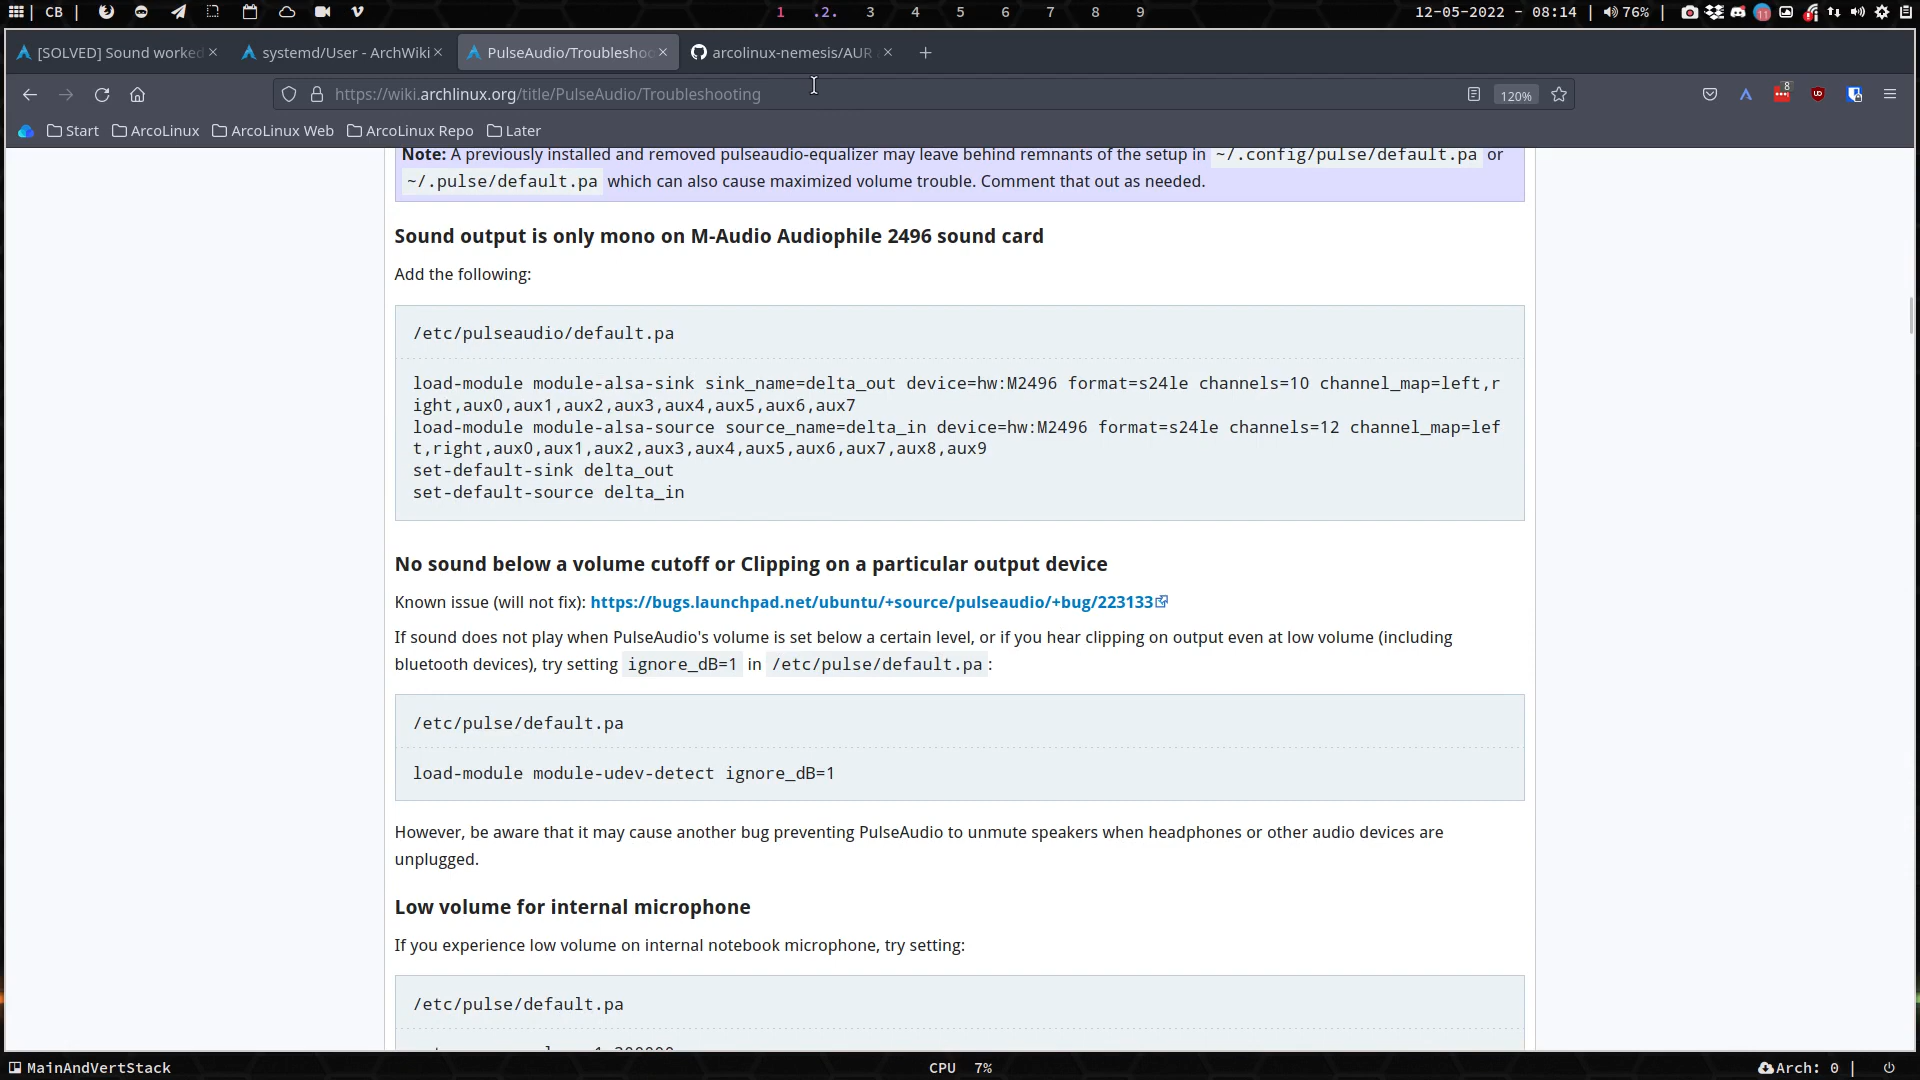 CB
1 .2. 3 4 5 6 7 8 9
12-05-2022 - 08:14
76%
11
[SOLVED] Sound worked
systemd/User - ArchWiki
PulseAudio/Troubleshoo
arcolinux-nemesis/AUR
https://wiki.archlinux.org/title/PulseAudio/Troubleshooting
120%
8
Start ArcoLinux ArcoLinux Web ArcoLinux Repo Later
Note: A previously installed and removed pulseaudio-equalizer may leave behind remnants of the setup in ~/.config/pulse/default.pa or
~/.pulse/default.pa which can also cause maximized volume trouble. Comment that out as needed.
Sound output is only mono on M-Audio Audiophile 2496 sound card
Add the following:
/etc/pulseaudio/default.pa
load-module module-alsa-sink sink_name=delta_out device=hw:M2496 format=s24le channels=10 channel_map=left,r
ight,aux0,aux1,aux2,aux3,aux4,aux5,aux6,aux7
load-module module-alsa-source source_name=delta_in device=hw:M2496 format=s24le channels=12 channel_map=lef
t,right,aux0,aux1,aux2,aux3,aux4,aux5,aux6,aux7,aux8,aux9
set-default-sink delta_out
set-default-source delta_in
No sound below a volume cutoff or Clipping on a particular output device
Known issue (will not fix): https://bugs.launchpad.net/ubuntu/+source/pulseaudio/+bug/223133
If sound does not play when PulseAudio's volume is set below a certain level, or if you hear clipping on output even at low volume (including
bluetooth devices), try setting ignore_dB=1 in /etc/pulse/default.pa:
/etc/pulse/default.pa
load-module module-udev-detect ignore_dB=1
However, be aware that it may cause another bug preventing PulseAudio to unmute speakers when headphones or other audio devices are
unplugged.
Low volume for internal microphone
If you experience low volume on internal notebook microphone, try setting:
/etc/pulse/default.pa
MainAndVertStack
CPU 7%
Arch: 0